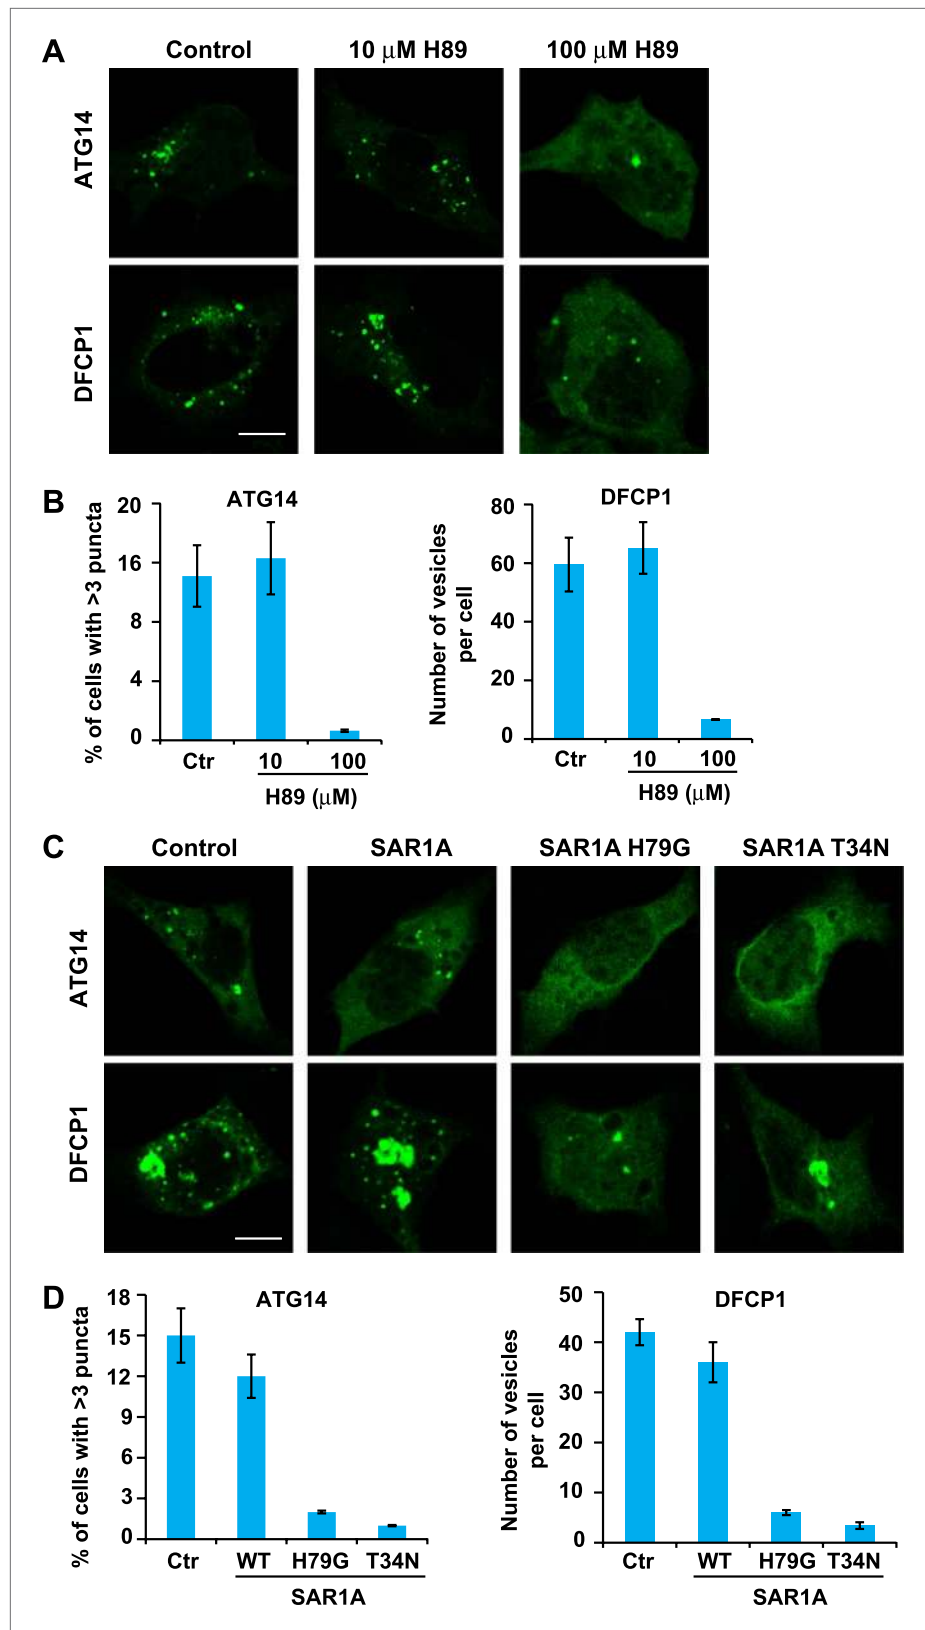 A
Control 10 μM H89 100 μM H89
ATG14
DFCP1
B
ATG14
% of cells with >3 puncta
20
16
8
4
0
Ctr 10 100
H89 (μM)
DFCP1
Number of vesicles
per cell
80
60
40
20
0
Ctr 10 100
H89 (μM)
C
Control SAR1A SAR1A H79G SAR1A T34N
ATG14
DFCP1
D
ATG14
% of cells with >3 puncta
18
15
12
9
6
3
0
Ctr WT H79G T34N
SAR1A
DFCP1
Number of vesicles
per cell
50
40
30
20
10
0
Ctr WT H79G T34N
SAR1A